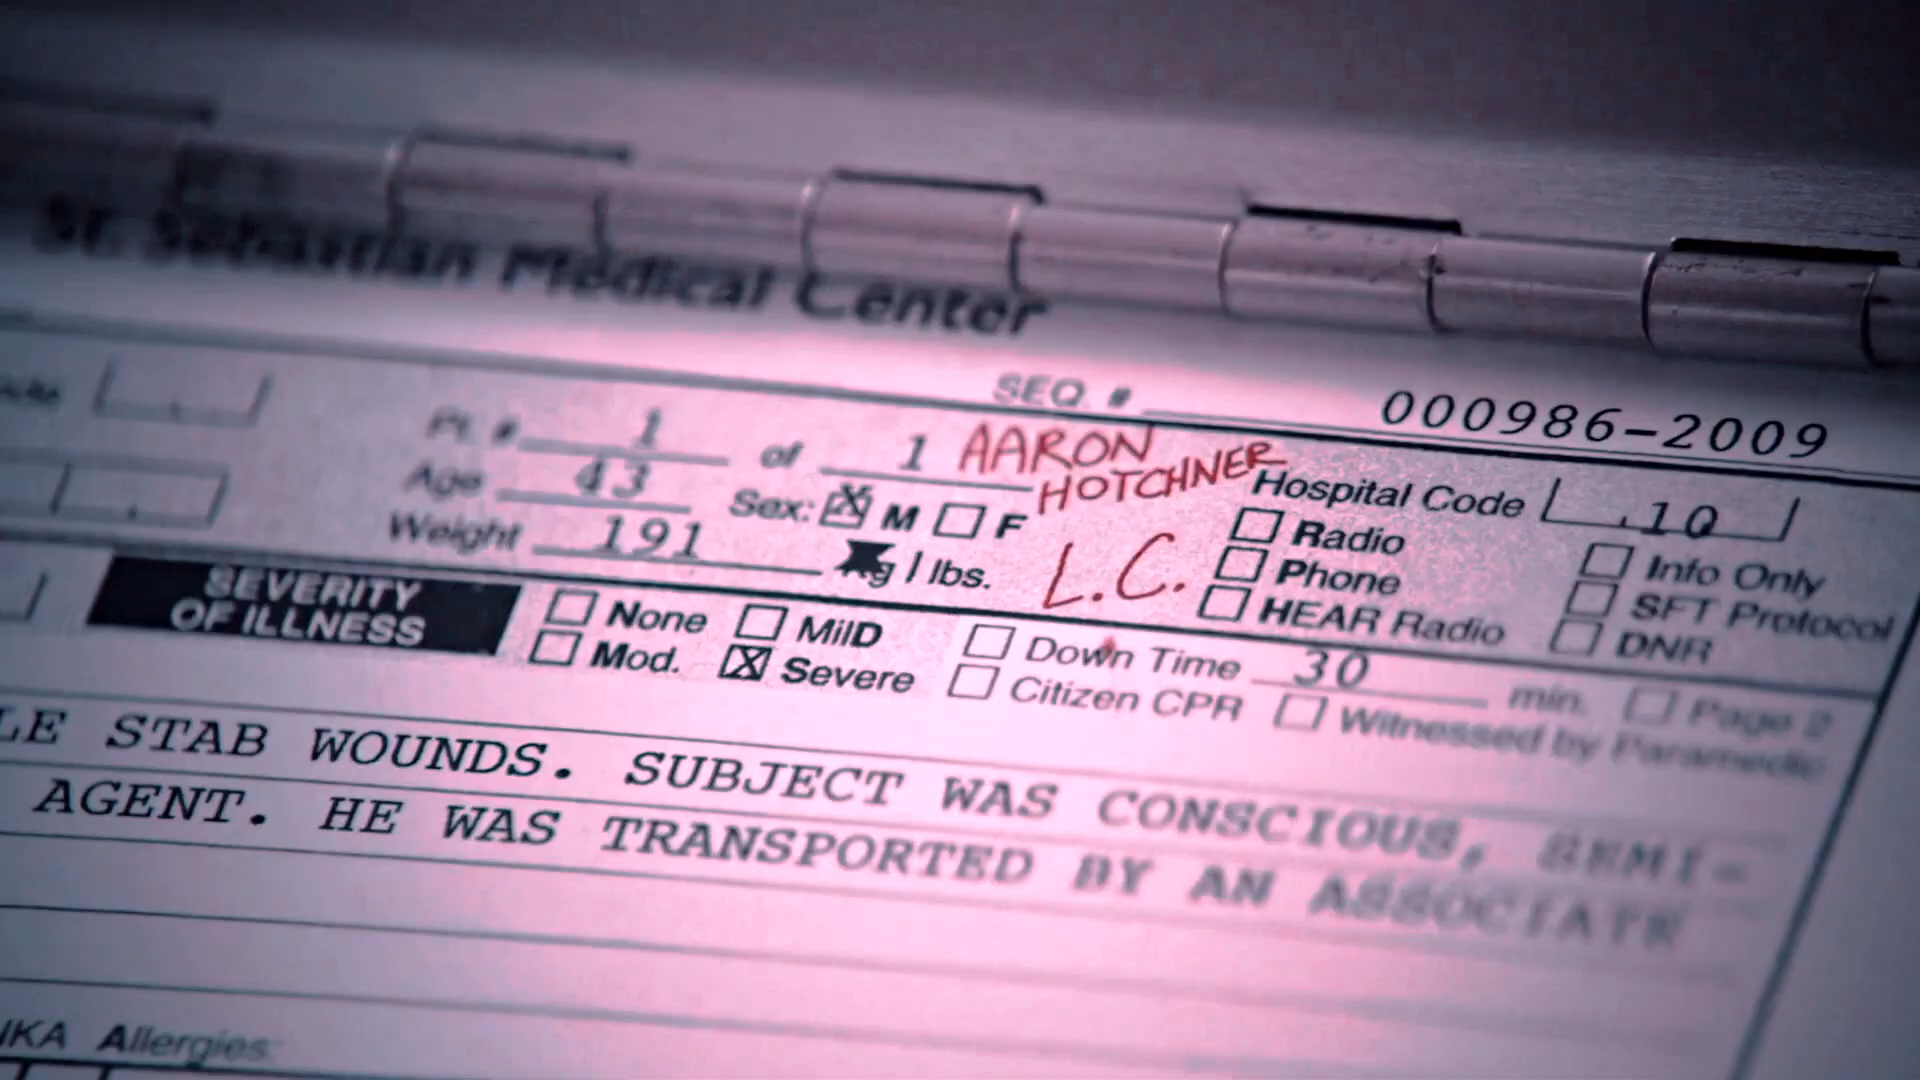 St. Sebastian Medical Center
SEQ. # 000986-2009
Pt. # 1 of 1 AARON HOTCHNER
Hospital Code 10
Age 43 Sex: X M F
Radio Info Only
Weight 191 kg / lbs. L.C.
Phone SFT Protocol
HEAR Radio DNR
SEVERITY OF ILLNESS
None MilD Down Time 30 min. Page 2
Mod. X Severe Citizen CPR Witnessed by Paramedic
LE STAB WOUNDS. SUBJECT WAS CONSCIOUS, SEMI-
AGENT. HE WAS TRANSPORTED BY AN ASSOCIATE
NKA Allergies: